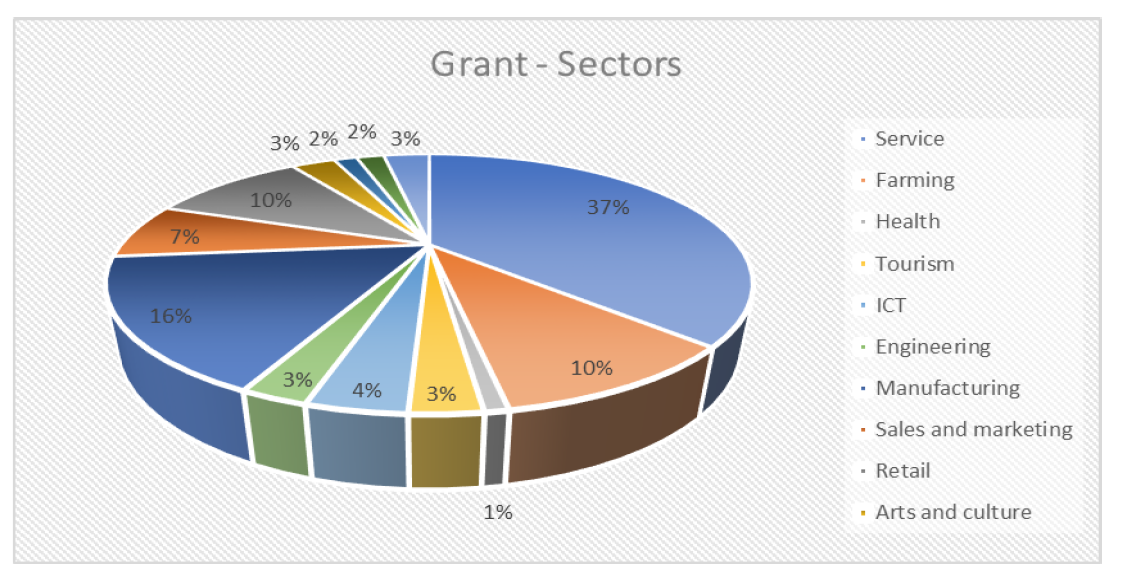 Grant - Sectors
3% 2% 2% 3%
37%
10%
7%
16%
3%
4%
3%
10%
1%
Service
Farming
Health
Tourism
ICT
Engineering
Manufacturing
Sales and marketing
Retail
Arts and culture